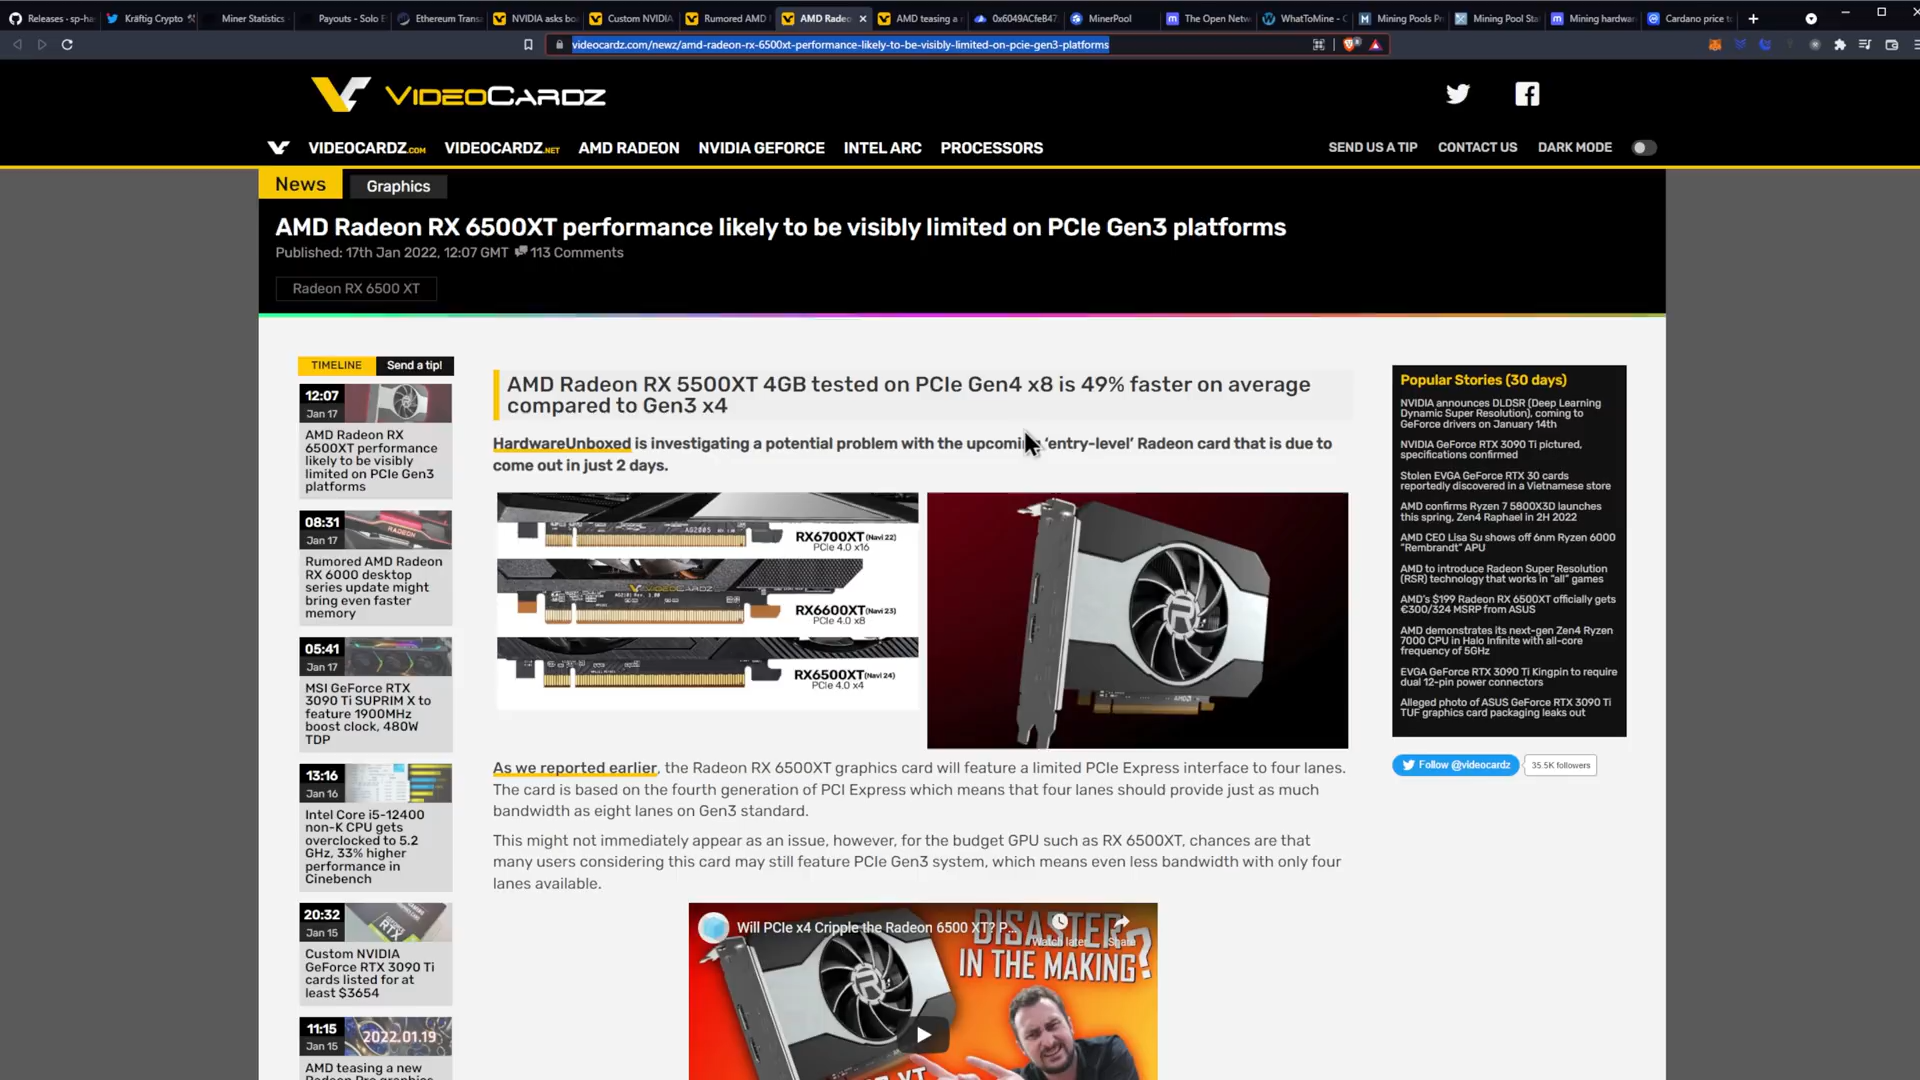 Releases - sp-ha
Kräftig Crypto
Miner Statistics
Payouts - Solo E
Ethereum Trans
NVIDIA asks bo
Custom NVIDIA
Rumored AMD
AMD Rade
AMD teasing a
0x6049ACfeB47
MinerPool
The Open Netw
WhatToMine - C
Mining Pools Pr
Mining Pool Sta
Mining hardwa
Cardano price t
videocardz.com/newz/amd-radeon-rx-6500xt-performance-likely-to-be-visibly-limited-on-pcie-gen3-platforms
VIDEOCARDZ
VIDEOCARDZ.COM
VIDEOCARDZ.NET
AMD RADEON
NVIDIA GEFORCE
INTEL ARC
PROCESSORS
SEND US A TIP
CONTACT US
DARK MODE
News
Graphics
AMD Radeon RX 6500XT performance likely to be visibly limited on PCIe Gen3 platforms
Published: 17th Jan 2022, 12:07 GMT 113 Comments
Radeon RX 6500 XT
TIMELINE
Send a tip!
12:07
Jan 17
AMD Radeon RX
6500XT performance
likely to be visibly
limited on PCIe Gen3
platforms
08:31
Jan 17
RADEON
Rumored AMD Radeon
RX 6000 desktop
series update might
bring even faster
memory
05:41
Jan 17
MSI GeForce RTX
3090 Ti SUPRIM X to
feature 1900MHz
boost clock, 480W
TDP
13:16
Jan 16
Intel Core i5-12400
non-K CPU gets
overclocked to 5.2
GHz, 33% higher
performance in
Cinebench
20:32
Jan 15
Custom NVIDIA
GeForce RTX 3090 Ti
cards listed for at
least $3654
11:15
Jan 15
2022.01.19
AMD teasing a new
Radeon Pro graphics
AMD Radeon RX 5500XT 4GB tested on PCIe Gen4 x8 is 49% faster on average
compared to Gen3 x4
HardwareUnboxed is investigating a potential problem with the upcoming ‘entry-level’ Radeon card that is due to
come out in just 2 days.
RX6700XT (Navi 22)
PCIe 4.0 x16
VIDEOCARDZ
RX6600XT (Navi 23)
PCIe 4.0 x8
RX6500XT (Navi 24)
PCIe 4.0 x4
As we reported earlier, the Radeon RX 6500XT graphics card will feature a limited PCIe Express interface to four lanes.
The card is based on the fourth generation of PCI Express which means that four lanes should provide just as much
bandwidth as eight lanes on Gen3 standard.
This might not immediately appear as an issue, however, for the budget GPU such as RX 6500XT, chances are that
many users considering this card may still feature PCIe Gen3 system, which means even less bandwidth with only four
lanes available.
Will PCIe x4 Cripple the Radeon 6500 XT? P...
Watch later
Share
DISASTER
IN THE MAKING?
XT
Popular Stories (30 days)
NVIDIA announces DLDSR (Deep Learning
Dynamic Super Resolution), coming to
GeForce drivers on January 14th
NVIDIA GeForce RTX 3090 Ti pictured,
specifications confirmed
Stolen EVGA GeForce RTX 30 cards
reportedly discovered in a Vietnamese store
AMD confirms Ryzen 7 5800X3D launches
this spring, Zen4 Raphael in 2H 2022
AMD CEO Lisa Su shows off 6nm Ryzen 6000
“Rembrandt” APU
AMD to introduce Radeon Super Resolution
(RSR) technology that works in “all” games
AMD’s $199 Radeon RX 6500XT officially gets
€300/324 MSRP from ASUS
AMD demonstrates its next-gen Zen4 Ryzen
7000 CPU in Halo Infinite with all-core
frequency of 5GHz
EVGA GeForce RTX 3090 Ti Kingpin to require
dual 12-pin power connectors
Alleged photo of ASUS GeForce RTX 3090 Ti
TUF graphics card packaging leaks out
Follow @videocardz
35.5K followers